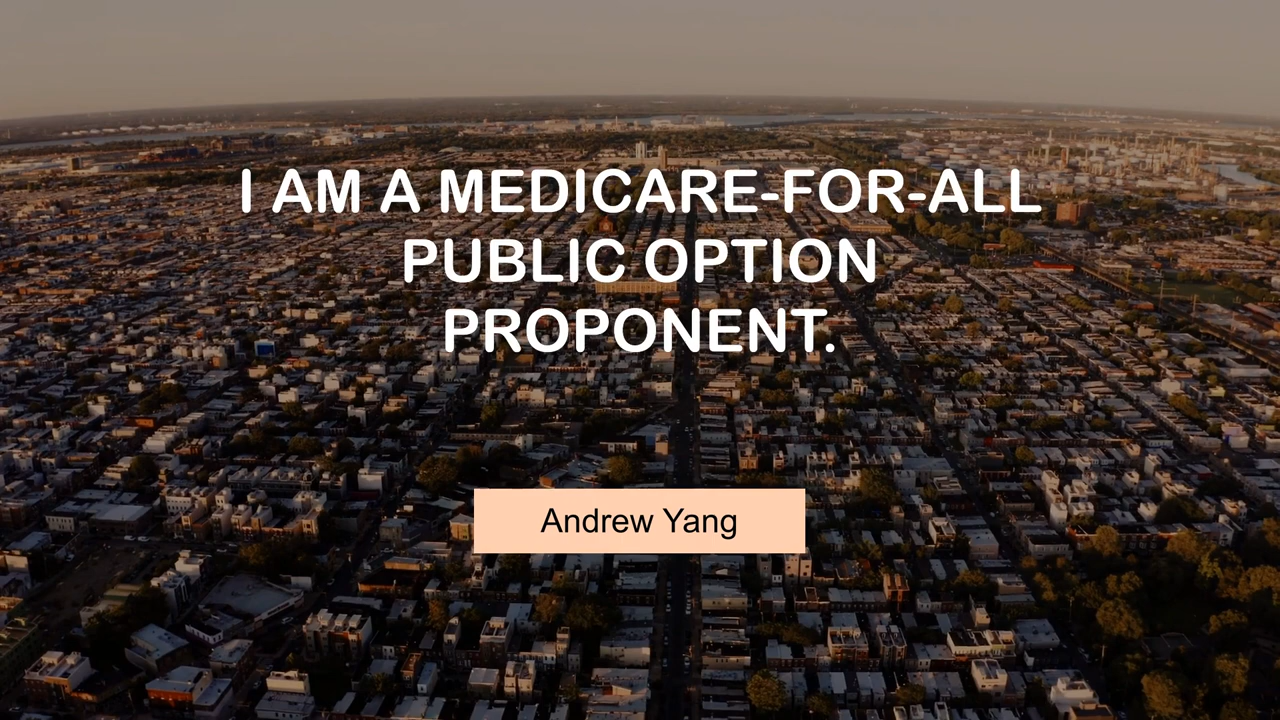 I AM A MEDICARE-FOR-ALL
PUBLIC OPTION
PROPONENT.
Andrew Yang